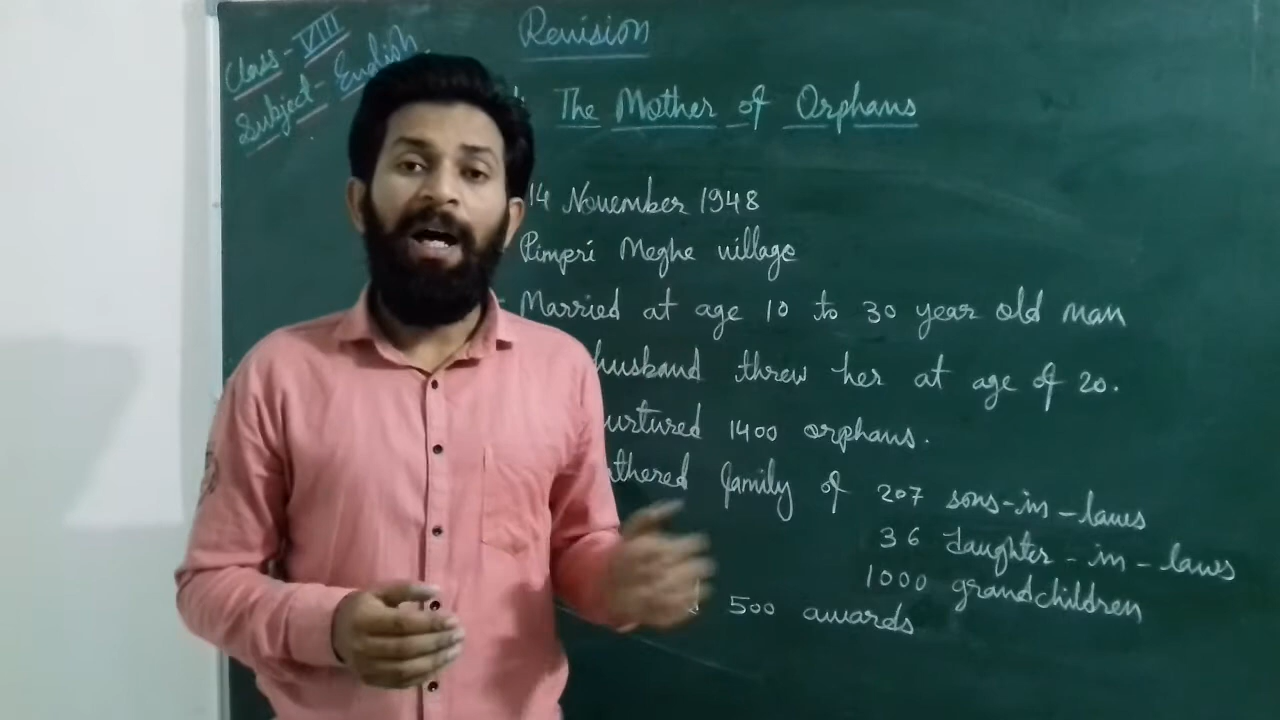 Class - VIII
Subject - English
Revision
The Mother of Orphans
14 November 1948
Pimpri Meghe village
Married at age 10 to 30 year old man
husband threw her at age of 20.
urtured 1400 orphans.
athered family of 207 sons-in-laws
36 daughter-in-laws
1000 grandchildren
500 awards